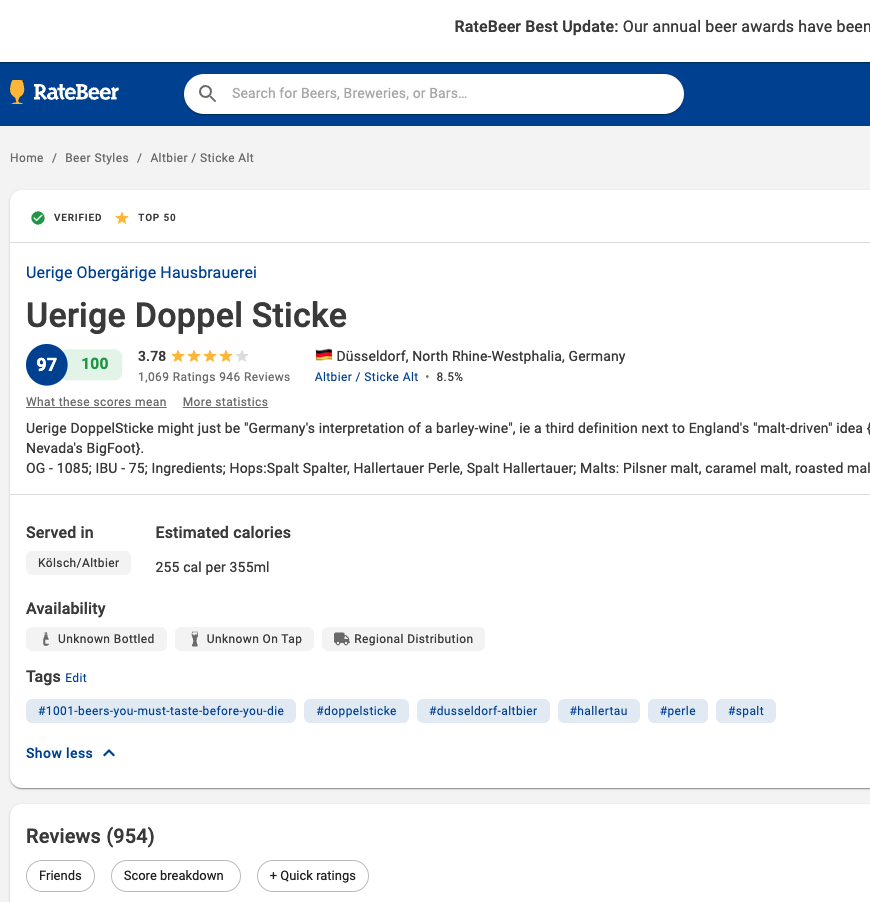 RateBeer Best Update: Our annual beer awards have been
RateBeer
Search for Beers, Breweries, or Bars...
Home / Beer Styles / Altbier / Sticke Alt
VERIFIED TOP 50
Uerige Obergärige Hausbrauerei
Uerige Doppel Sticke
97 100 3.78 Düsseldorf, North Rhine-Westphalia, Germany
1,069 Ratings 946 Reviews Altbier / Sticke Alt • 8.5%
What these scores mean More statistics
Uerige DoppelSticke might just be "Germany's interpretation of a barley-wine", ie a third definition next to England's "malt-driven" idea {
Nevada's BigFoot}.
OG - 1085; IBU - 75; Ingredients; Hops:Spalt Spalter, Hallertauer Perle, Spalt Hallertauer; Malts: Pilsner malt, caramel malt, roasted mal
Served in Estimated calories
Kölsch/Altbier 255 cal per 355ml
Availability
Unknown Bottled Unknown On Tap Regional Distribution
Tags Edit
#1001-beers-you-must-taste-before-you-die #doppelsticke #dusseldorf-altbier #hallertau #perle #spalt
Show less
Reviews (954)
Friends Score breakdown + Quick ratings